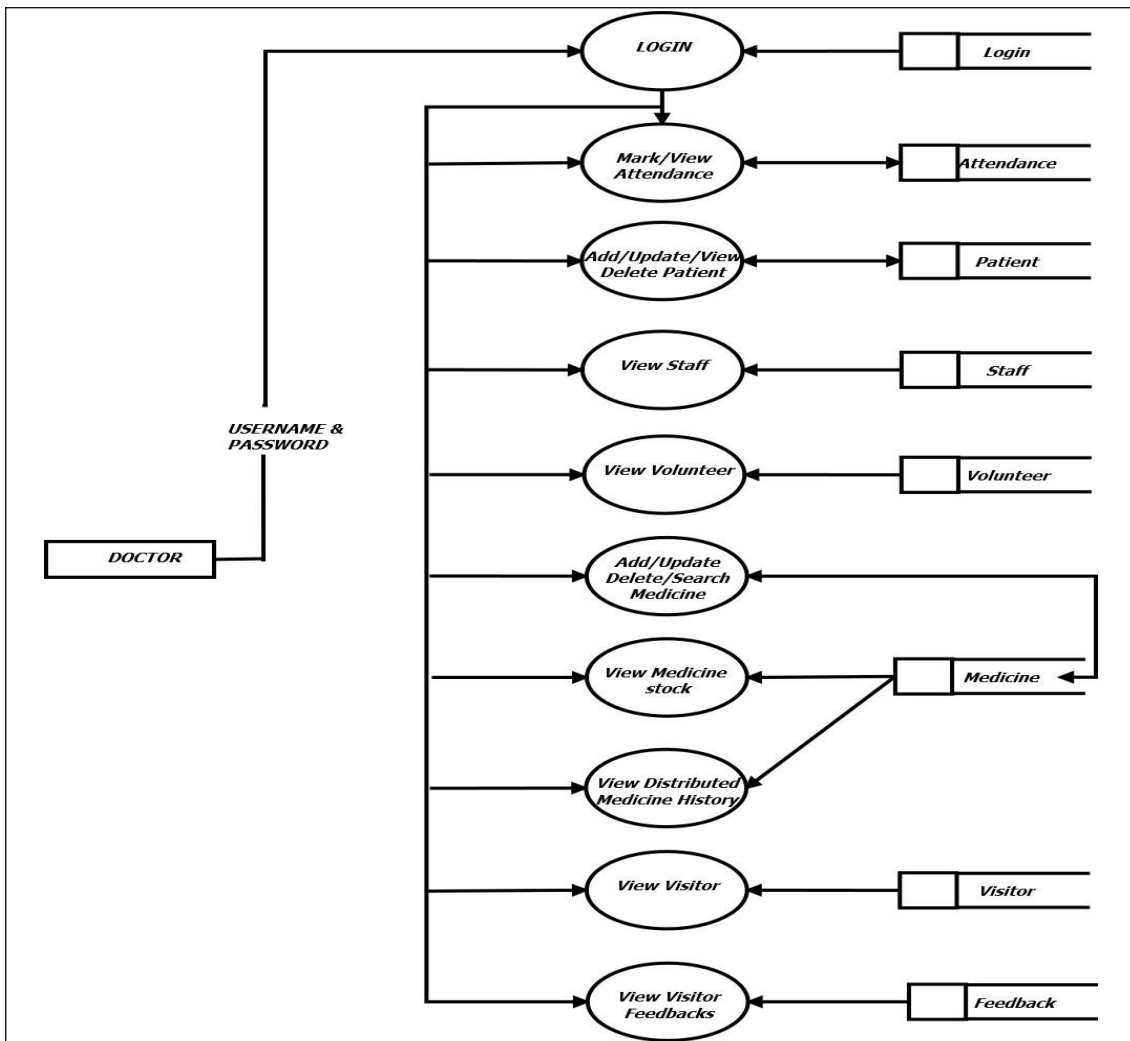 LOGIN
Login
Mark/View
Attendance
Attendance
Add/Update/View
Delete Patient
Patient
View Staff
Staff
USERNAME &
PASSWORD
View Volunteer
Volunteer
DOCTOR
Add/Update
Delete/Search
Medicine
View Medicine
stock
Medicine
View Distributed
Medicine History
View Visitor
Visitor
View Visitor
Feedbacks
Feedback